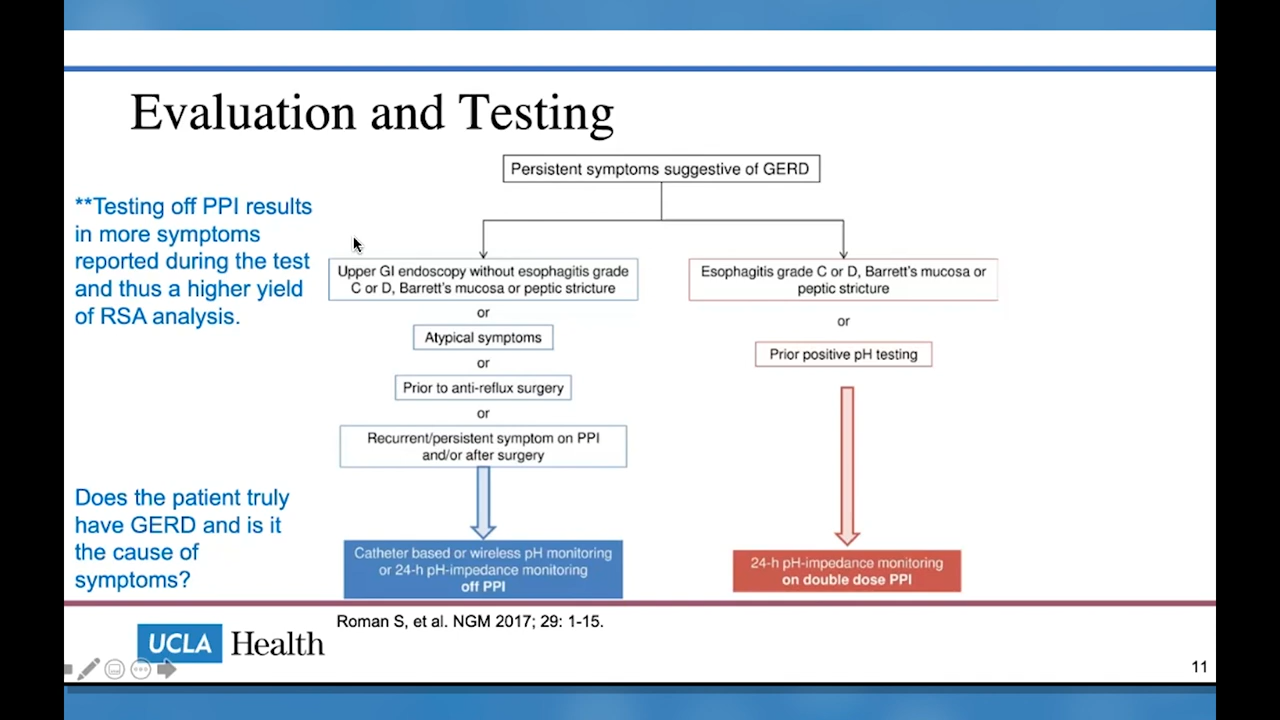 Evaluation and Testing
Persistent symptoms suggestive of GERD
**Testing off PPI results
in more symptoms
reported during the test
and thus a higher yield
of RSA analysis.
Upper GI endoscopy without esophagitis grade
C or D, Barrett's mucosa or peptic stricture
or
Atypical symptoms
or
Prior to anti-reflux surgery
or
Recurrent/persistent symptom on PPI
and/or after surgery
Catheter based or wireless pH monitoring
or 24-h pH-impedance monitoring
off PPI
Esophagitis grade C or D, Barrett's mucosa or
peptic stricture
or
Prior positive pH testing
24-h pH-impedance monitoring
on double dose PPI
Does the patient truly
have GERD and is it
the cause of
symptoms?
Roman S, et al. NGM 2017; 29: 1-15.
UCLA Health
11